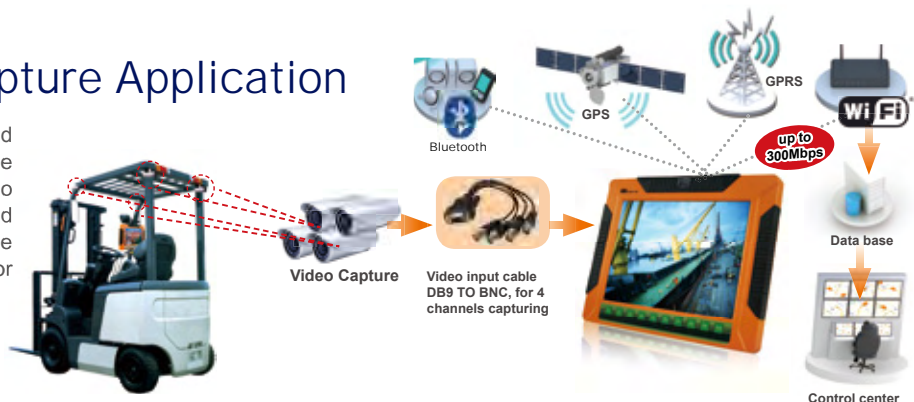 pture Application
d
e
o
d
e
or
Video Capture
Video input cable
DB9 TO BNC, for 4
channels capturing
Bluetooth
GPS
GPRS
Wi Fi
up to
300Mbps
Data base
Control center